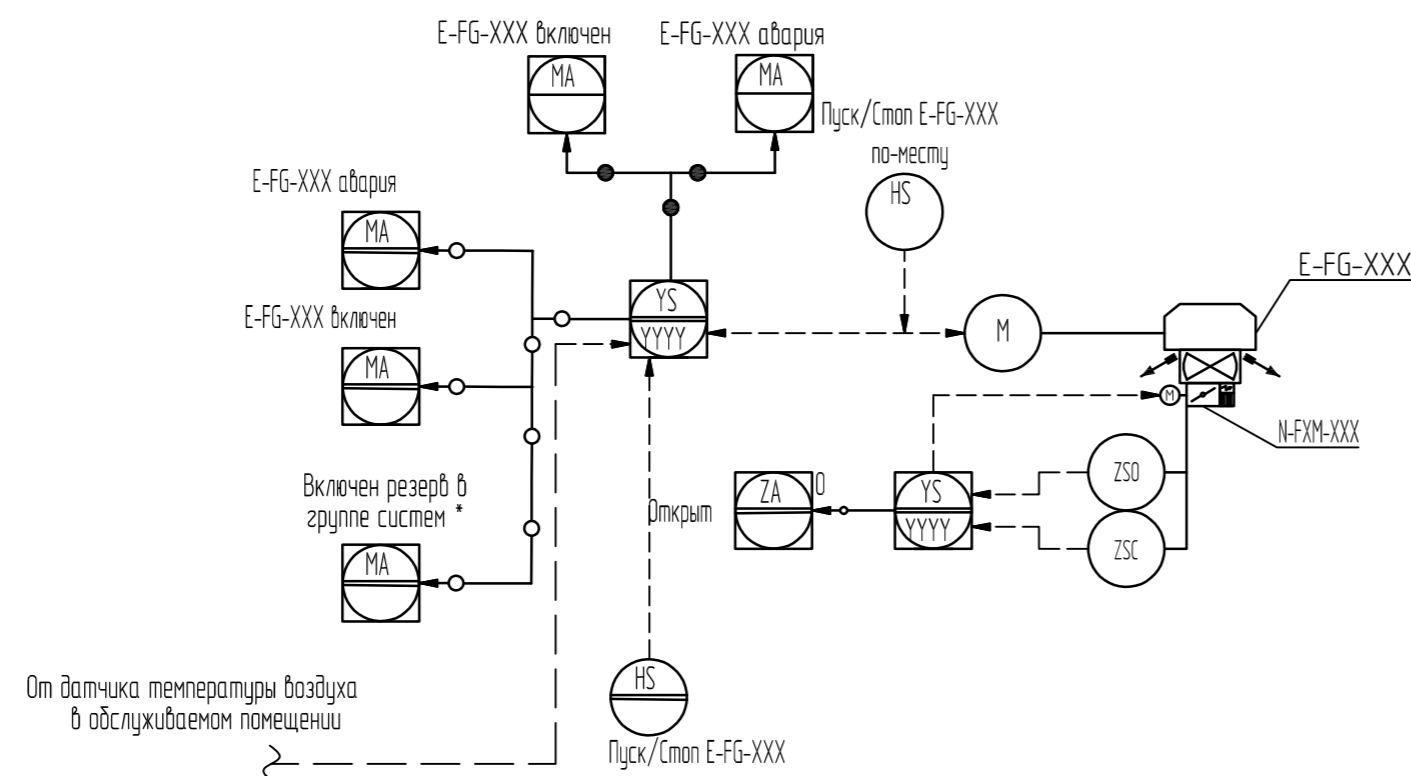 E-FG-XXX включен
E-FG-XXX авария
MA
MA
Пуск/Стоп E-FG-XXX
по-месту
HS
E-FG-XXX авария
MA
E-FG-XXX
YS
YYYY
M
E-FG-XXX включен
MA
M
N-FXM-XXX
ZSO
Включен резерв в
группе систем *
MA
Открыт
ZA
O
YS
YYYY
ZSC
От датчика температуры воздуха
в обслуживаемом помещении
HS
Пуск/Стоп E-FG-XXX